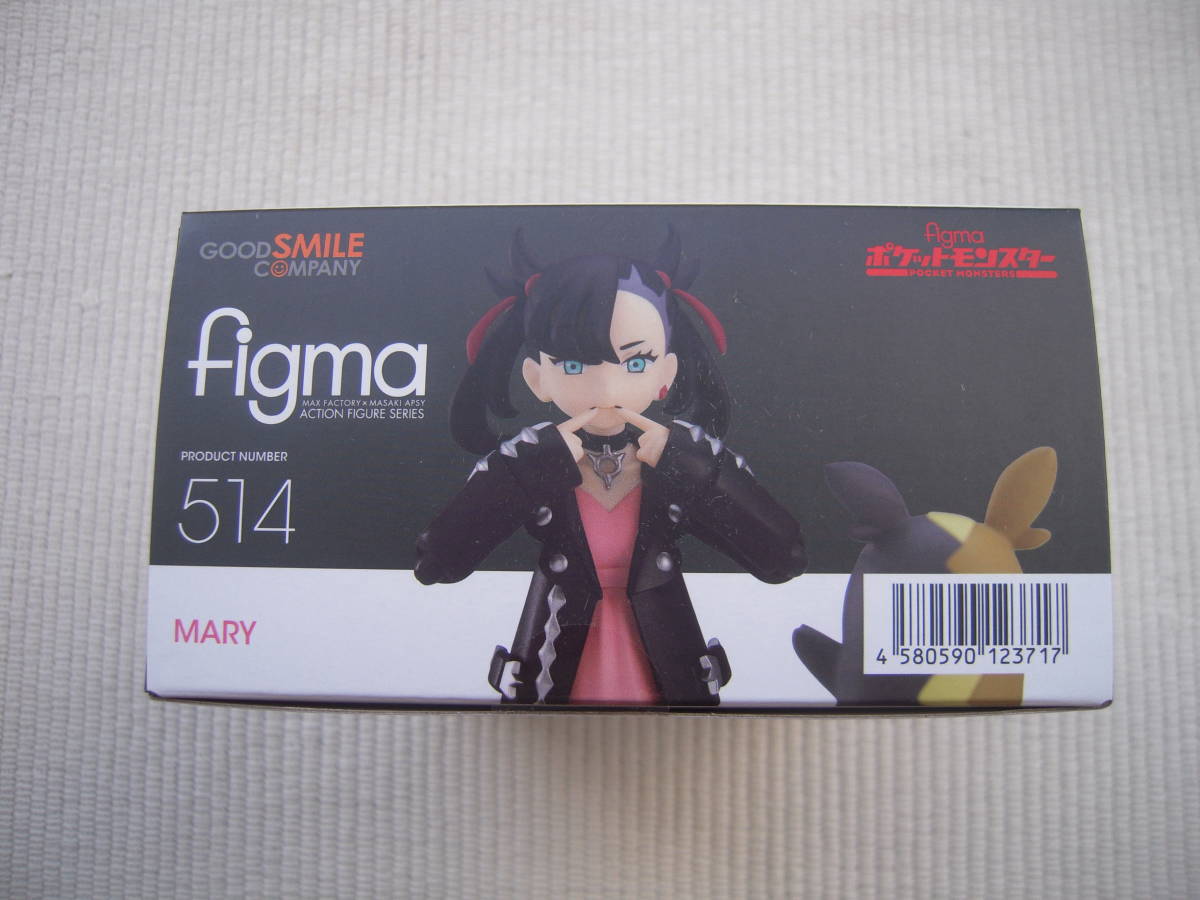 GOOD SMILE
COMPANY
figma
MAX FACTORY × MASAKI APSY
ACTION FIGURE SERIES
PRODUCT NUMBER
514
MARY
figma
ポケットモンスター
POCKET MONSTERS
4 580590 123717